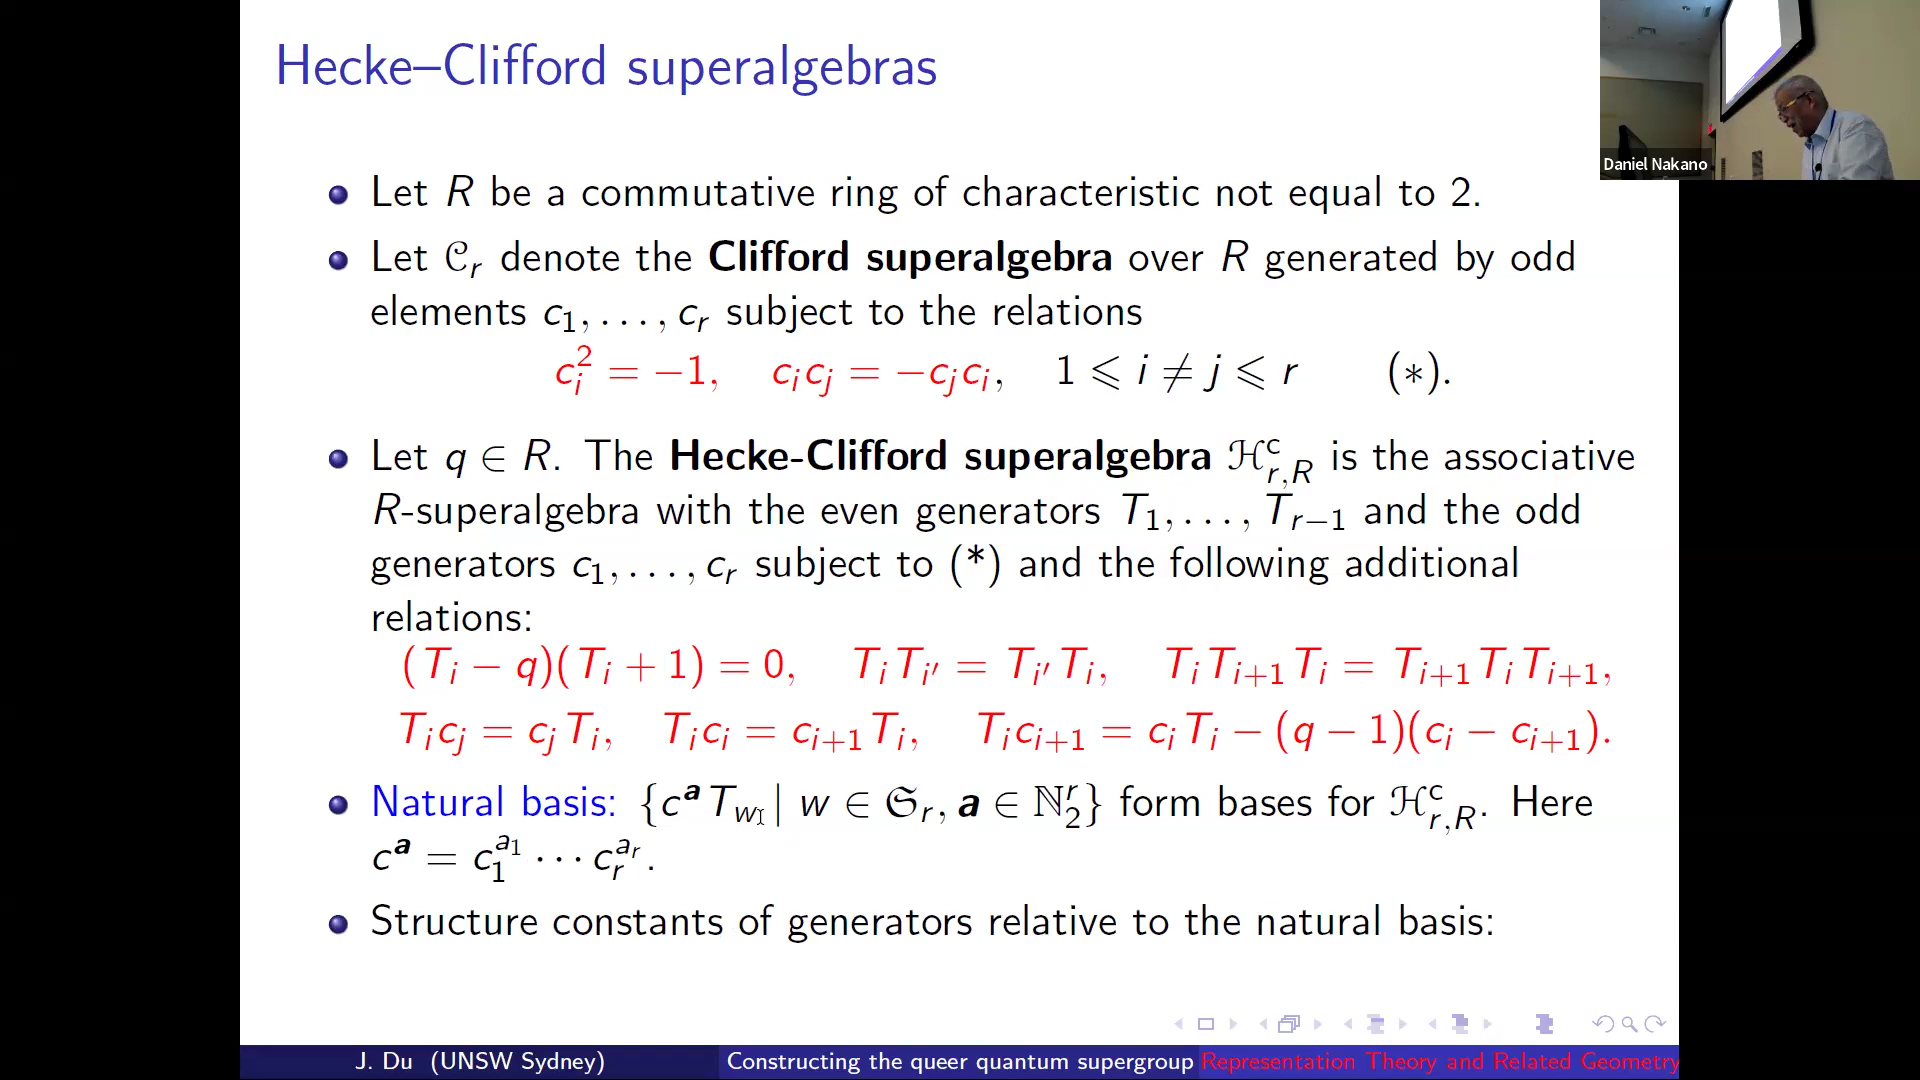 Hecke–Clifford superalgebras
Daniel Nakano
Let R be a commutative ring of characteristic not equal to 2.
Let 𝒞_r denote the Clifford superalgebra over R generated by odd
elements c_1, . . . , c_r subject to the relations
c_i^2 = −1, c_i c_j = −c_j c_i, 1 ⩽ i ≠ j ⩽ r (∗).
Let q ∈ R. The Hecke-Clifford superalgebra ℋ^c_{r,R} is the associative
R-superalgebra with the even generators T_1, . . . , T_{r−1} and the odd
generators c_1, . . . , c_r subject to (*) and the following additional
relations:
(T_i − q)(T_i + 1) = 0, T_i T_{i′} = T_{i′} T_i, T_i T_{i+1} T_i = T_{i+1} T_i T_{i+1},
T_i c_j = c_j T_i, T_i c_i = c_{i+1} T_i, T_i c_{i+1} = c_i T_i − (q − 1)(c_i − c_{i+1}).
Natural basis: {c^a T_w | w ∈ 𝔖_r, a ∈ ℕ_2^r} form bases for ℋ^c_{r,R}. Here
c^a = c_1^{a_1} · · · c_r^{a_r}.
Structure constants of generators relative to the natural basis:
J. Du (UNSW Sydney) Constructing the queer quantum supergroup Representation Theory and Related Geometry